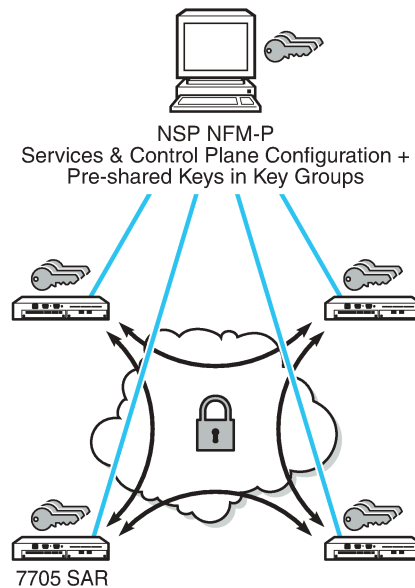 NSP NFM-P
Services & Control Plane Configuration +
Pre-shared Keys in Key Groups
7705 SAR